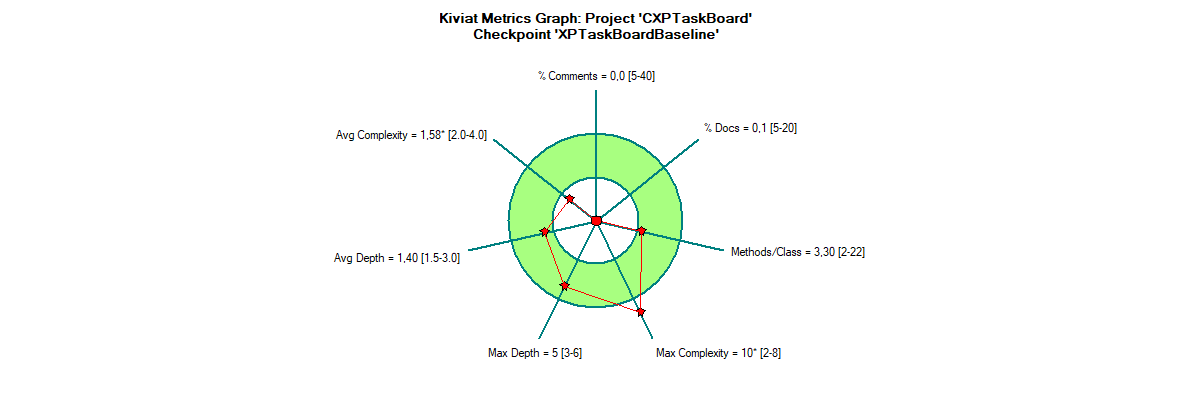 Kiviat Metrics Graph: Project 'CXPTaskBoard'
Checkpoint 'XPTaskBoardBaseline'
% Comments = 0,0 [5-40]
% Docs = 0,1 [5-20]
Avg Complexity = 1,58* [2.0-4.0]
Methods/Class = 3,30 [2-22]
Avg Depth = 1,40 [1.5-3.0]
Max Depth = 5 [3-6]
Max Complexity = 10* [2-8]